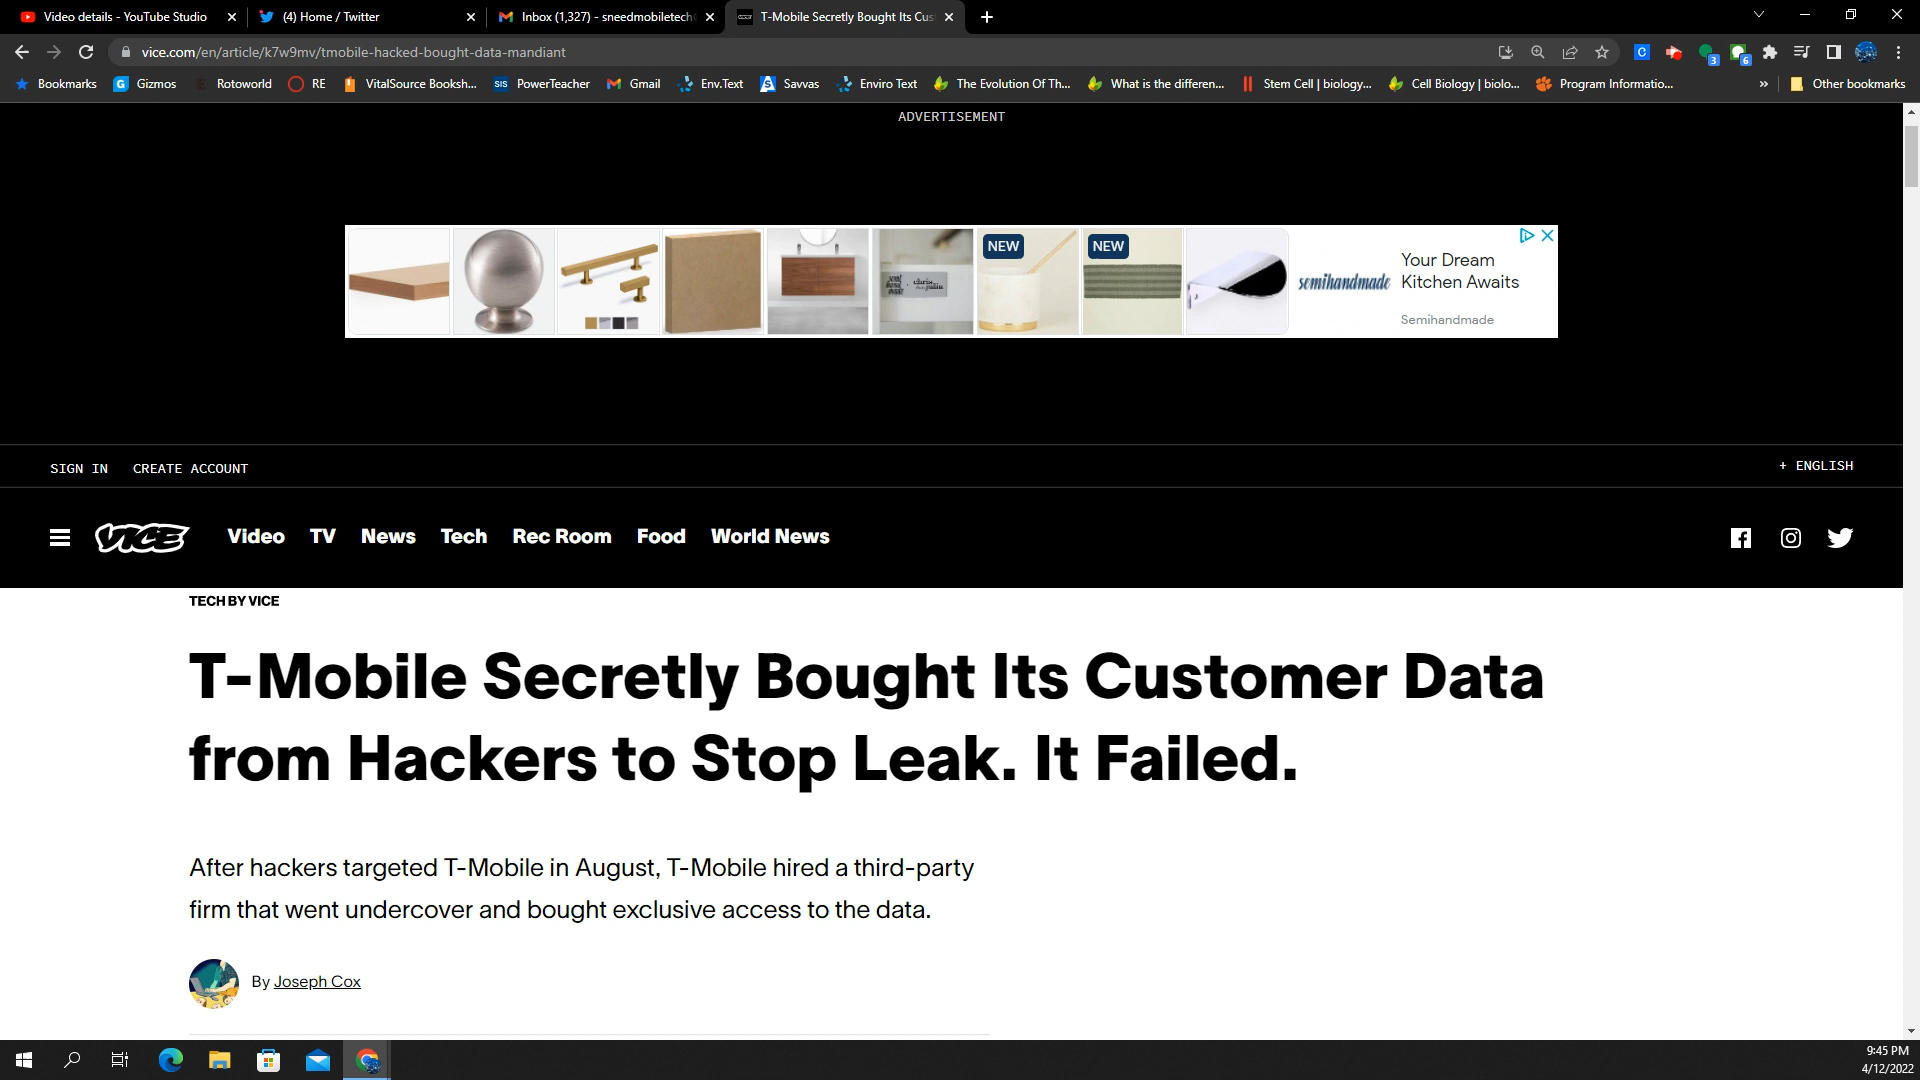 Video details - YouTube Studio
(4) Home / Twitter
Inbox (1,327) - sneedmobiletech
T-Mobile Secretly Bought Its Cus
vice.com/en/article/k7w9mv/tmobile-hacked-bought-data-mandiant
C
3
6
Bookmarks
G Gizmos
E Rotoworld
RE
VitalSource Booksh...
SIS PowerTeacher
Gmail
Env.Text
S Savvas
Enviro Text
The Evolution Of Th...
What is the differen...
Stem Cell | biology...
Cell Biology | biolo...
Program Informatio...
»
Other bookmarks
ADVERTISEMENT
NEW
NEW
semihandmade
Your Dream
Kitchen Awaits
Semihandmade
SIGN IN
CREATE ACCOUNT
+ ENGLISH
VICE
Video
TV
News
Tech
Rec Room
Food
World News
TECH BY VICE
T-Mobile Secretly Bought Its Customer Data
from Hackers to Stop Leak. It Failed.
After hackers targeted T-Mobile in August, T-Mobile hired a third-party
firm that went undercover and bought exclusive access to the data.
By Joseph Cox
9:45 PM
4/12/2022